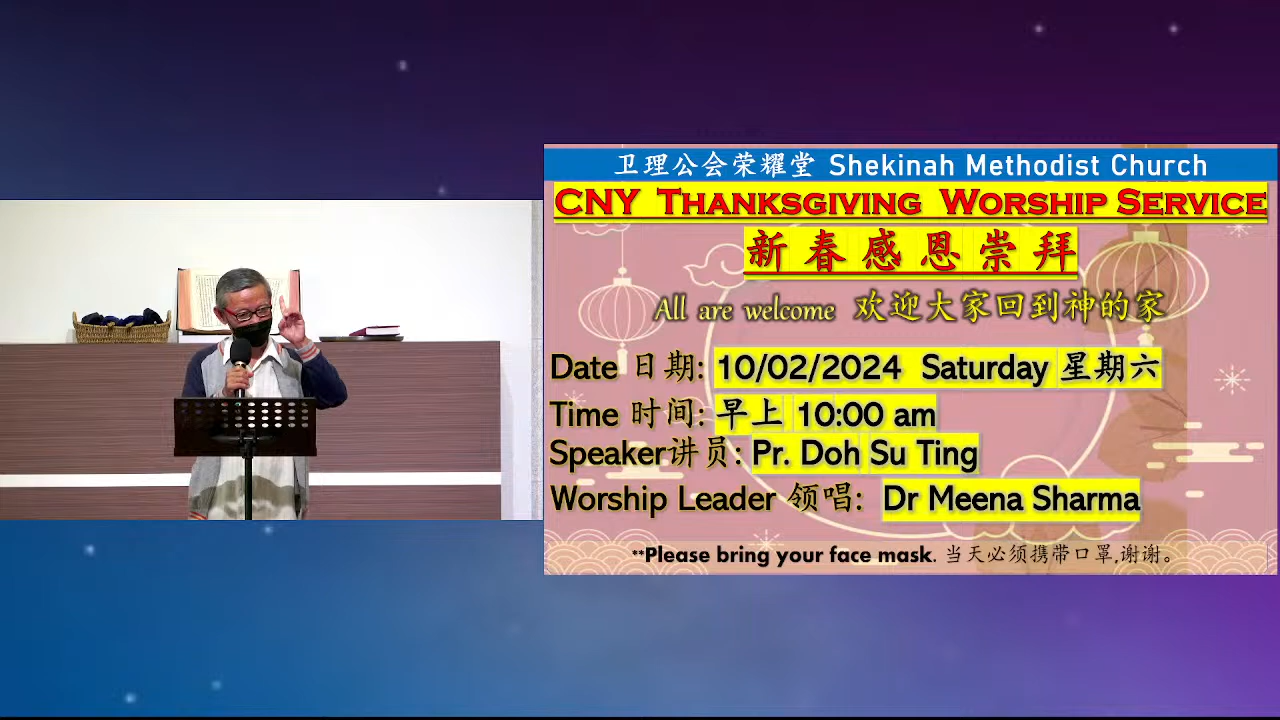 卫理公会荣耀堂 Shekinah Methodist Church
CNY THANKSGIVING WORSHIP SERVICE
新春感恩崇拜
All are welcome 欢迎大家回到神的家
Date 日期: 10/02/2024 Saturday 星期六
Time 时间: 早上 10:00 am
Speaker讲员: Pr. Doh Su Ting
Worship Leader 领唱: Dr Meena Sharma
**Please bring your face mask. 当天必须携带口罩,谢谢。